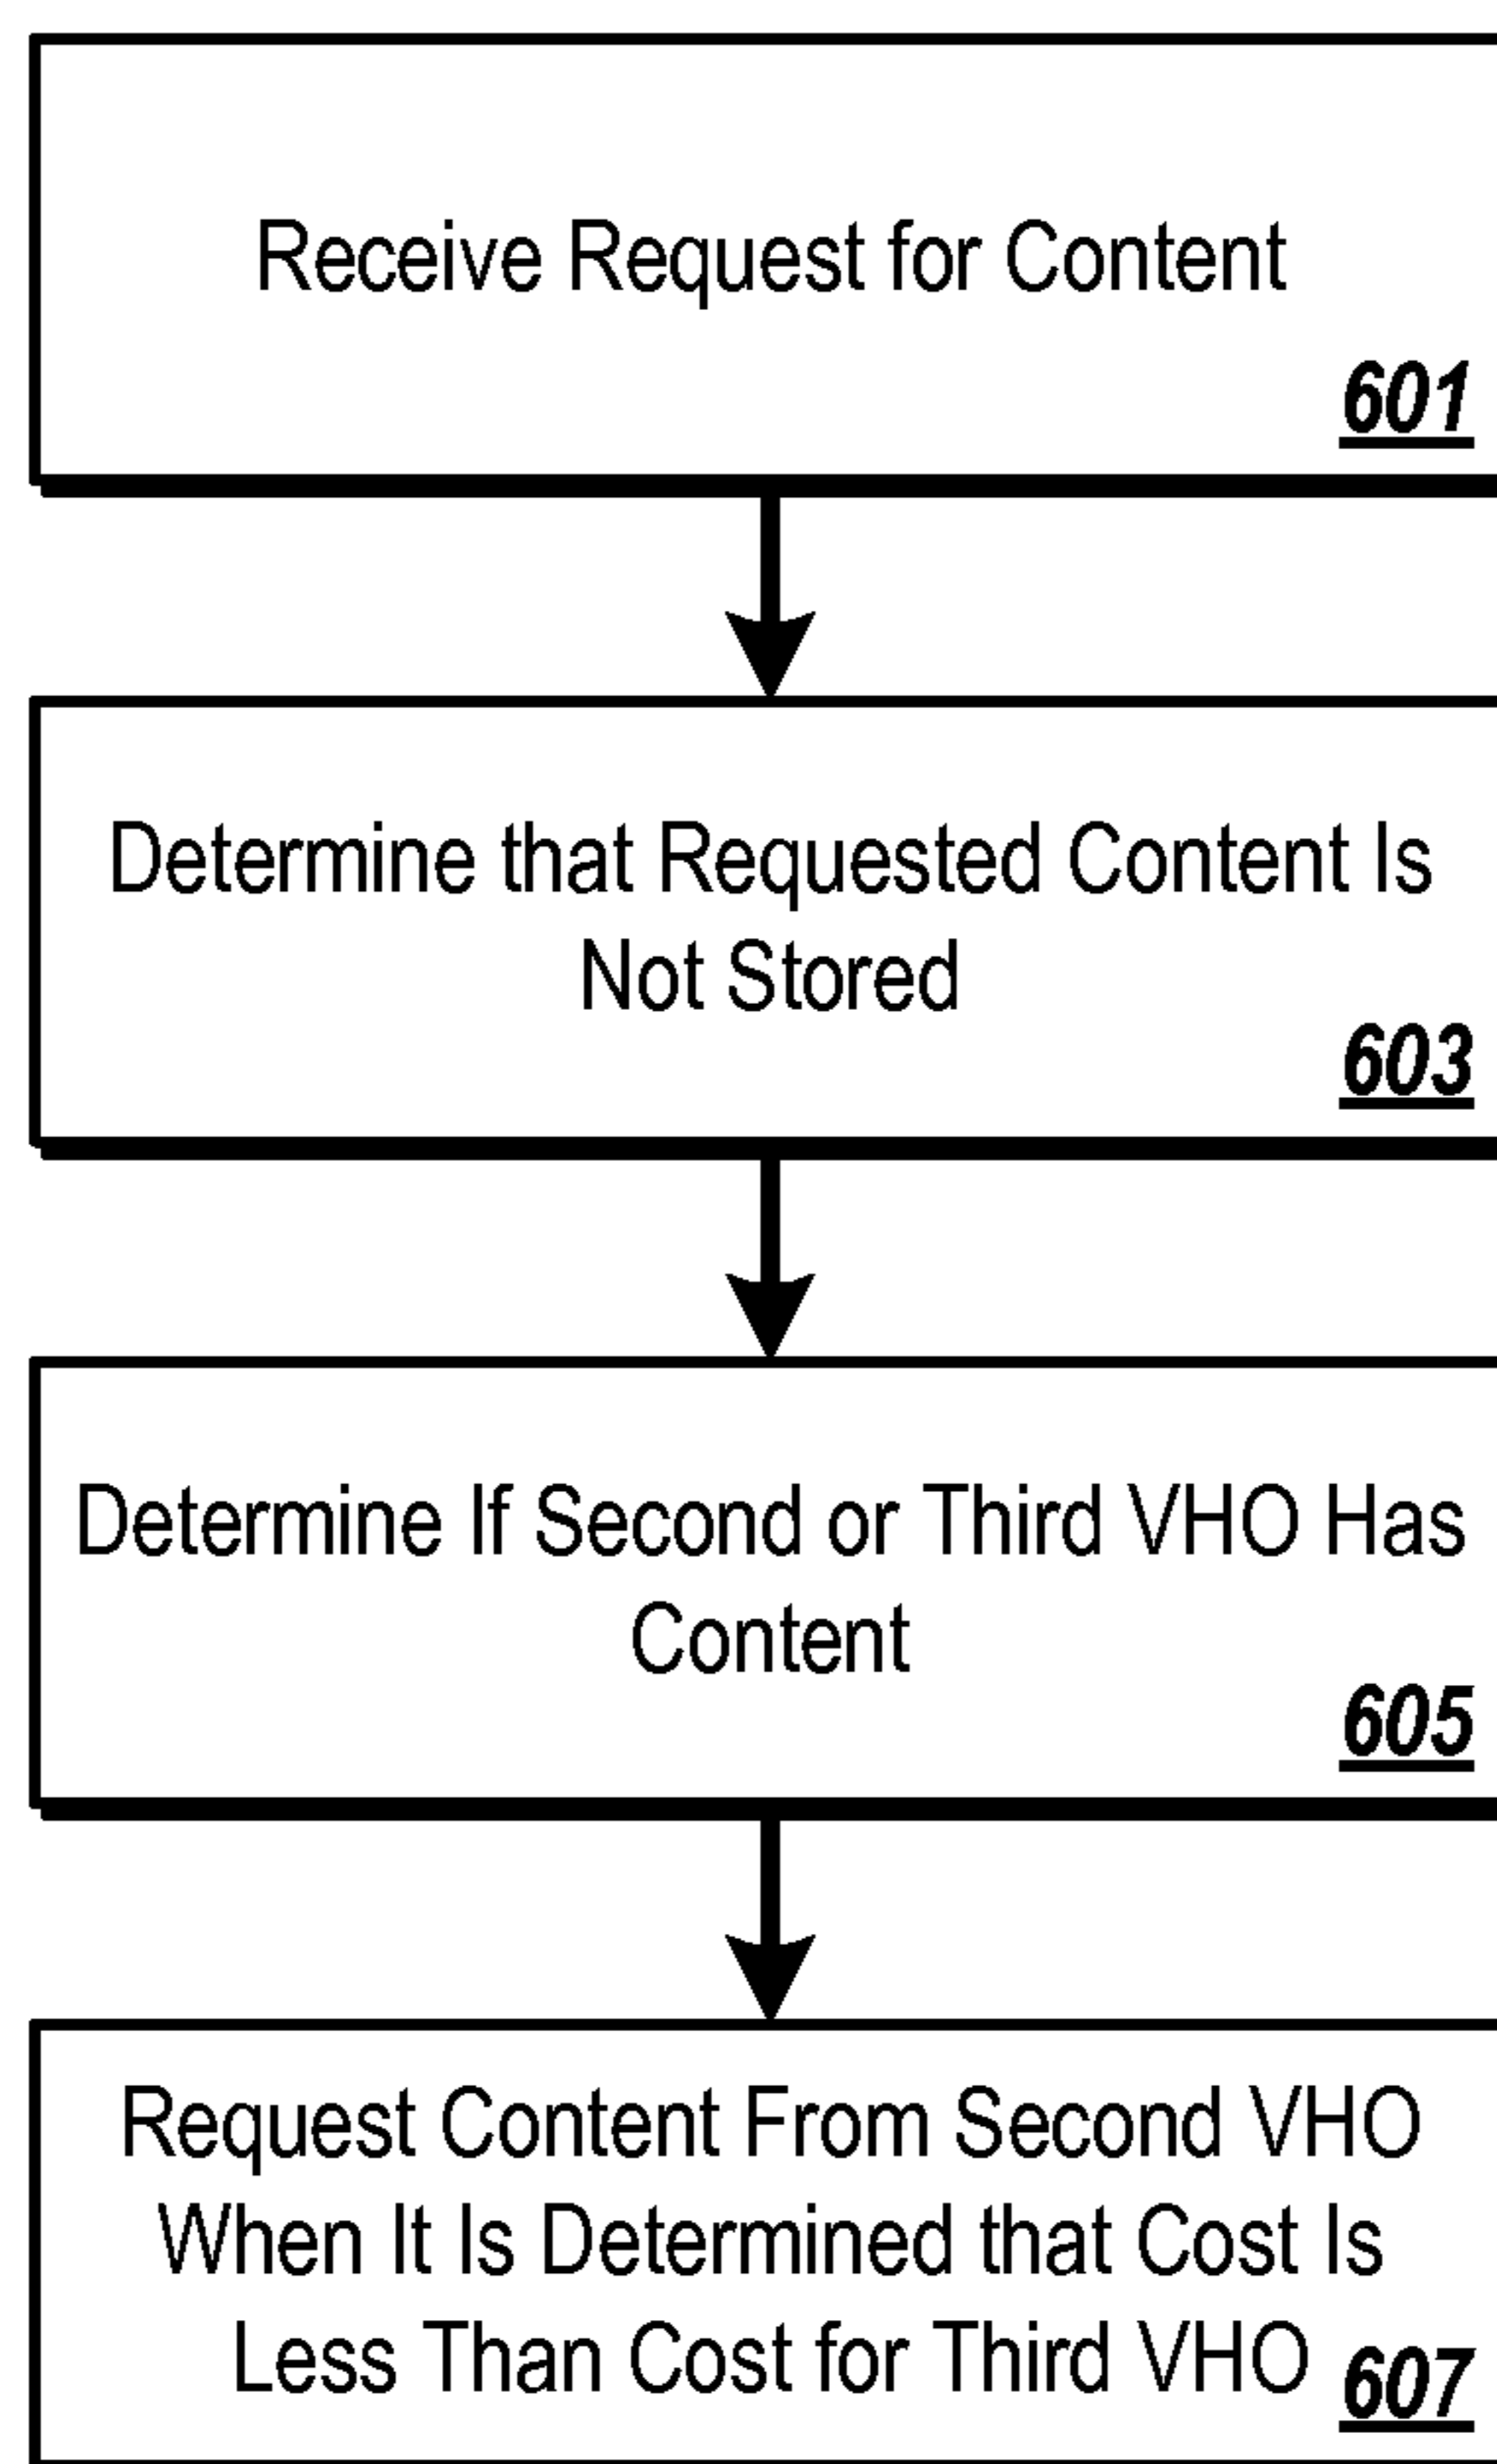 Receive Request for Content
601
Determine that Requested Content Is
Not Stored
603
Determine If Second or Third VHO Has
Content
605
Request Content From Second VHO
When It Is Determined that Cost Is
Less Than Cost for Third VHO
607